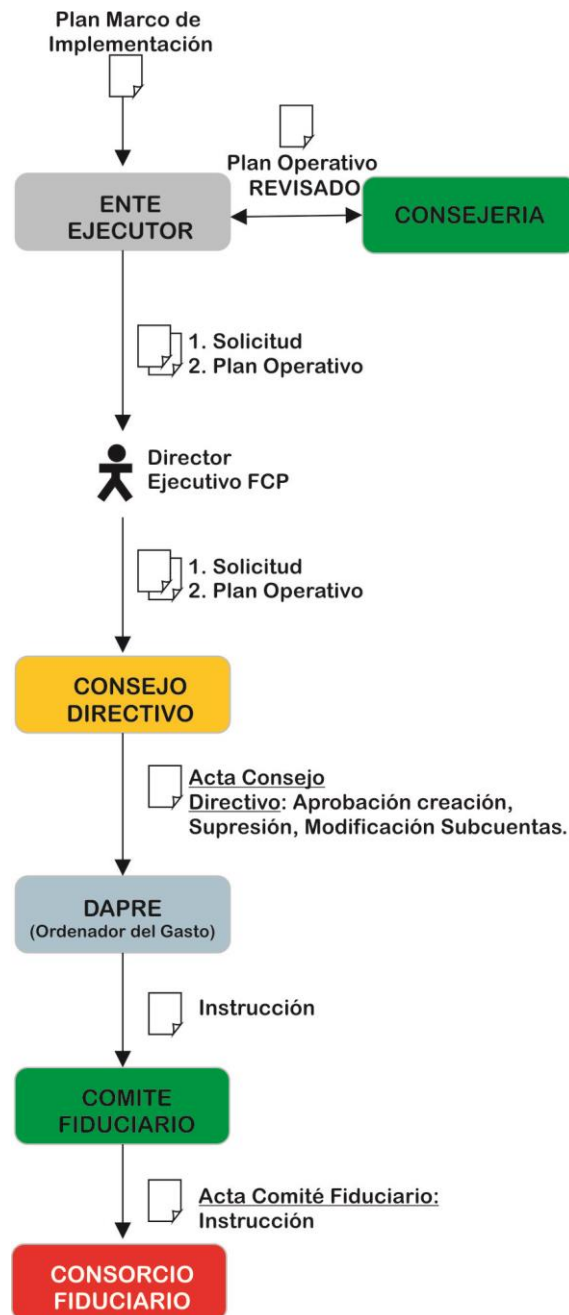 Plan Marco de
Implementación
Plan Operativo
REVISADO
ENTE
EJECUTOR
CONSEJERIA
1. Solicitud
2. Plan Operativo
Director
Ejecutivo FCP
1. Solicitud
2. Plan Operativo
CONSEJO
DIRECTIVO
Acta Consejo
Directivo: Aprobación creación,
Supresión, Modificación Subcuentas.
DAPRE
(Ordenador del Gasto)
Instrucción
COMITE
FIDUCIARIO
Acta Comité Fiduciario:
Instrucción
CONSORCIO
FIDUCIARIO